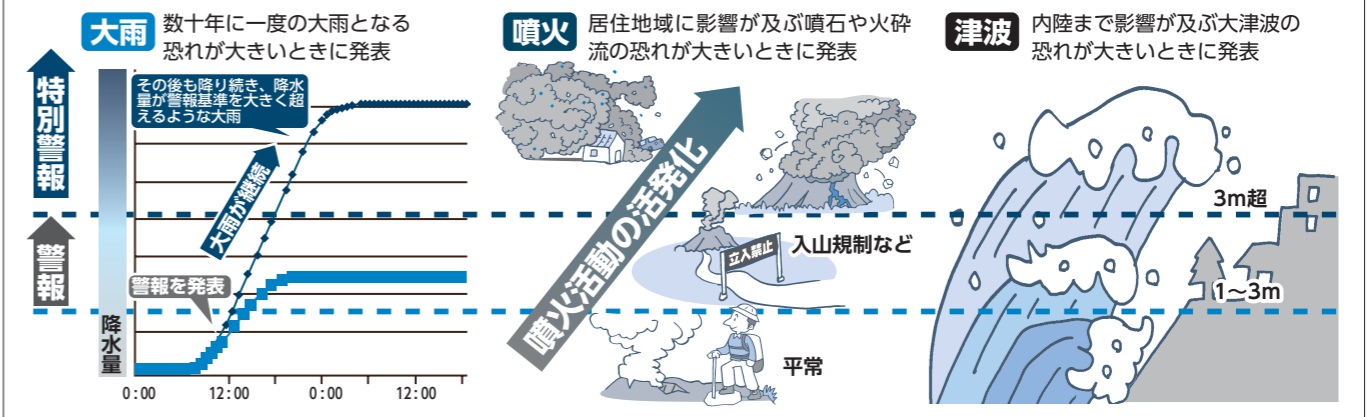 大雨
数十年に一度の大雨となる
恐れが大きいときに発表
噴火
居住地域に影響が及ぶ噴石や火砕
流の恐れが大きいときに発表
津波
内陸まで影響が及ぶ大津波の
恐れが大きいときに発表
特別警報
警報
その後も降り続き、降水
量が警報基準を大きく超
えるような大雨
大雨が継続
警報を発表
降水量
0:00
12:00
0:00
12:00
噴火活動の活発化
立入禁止
入山規制など
平常
3m超
1〜3m